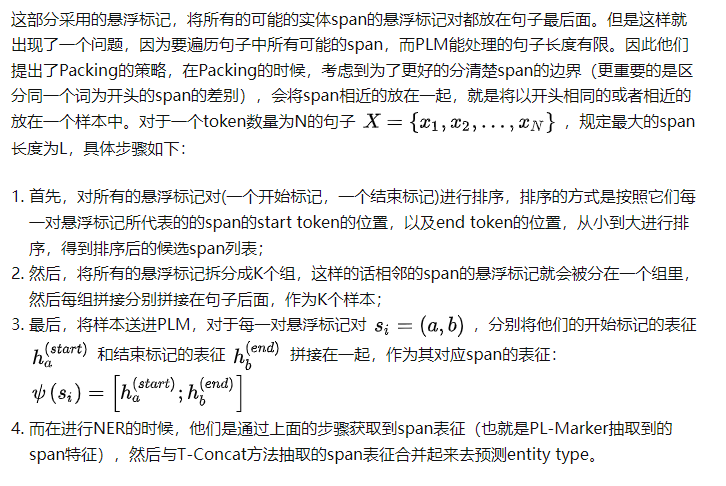 这部分采用的悬浮标记，将所有的可能的实体span的悬浮标记对都放在句子最后面。但是这样就
出现了一个问题，因为要遍历句子中所有可能的span，而PLM能处理的句子长度有限。因此他们
提出了Packing的策略，在Packing的时候，考虑到为了更好的分清楚span的边界（更重要的是区
分同一个词为开头的span的差别），会将span相近的放在一起，就是将以开头相同的或者相近的
放在一个样本中。对于一个token数量为N的句子 X = {x_1, x_2, ..., x_N} ，规定最大的span
长度为L，具体步骤如下：
1. 首先，对所有的悬浮标记对(一个开始标记，一个结束标记)进行排序，排序的方式是按照它们每
一对悬浮标记所代表的的span的start token的位置，以及end token的位置，从小到大进行排
序，得到排序后的候选span列表；
2. 然后，将所有的悬浮标记拆分成K个组，这样的话相邻的span的悬浮标记就会被分在一个组里，
然后每组拼接分别拼接在句子后面，作为K个样本；
3. 最后，将样本送进PLM，对于每一对悬浮标记对 s_i = (a, b) ，分别将他们的开始标记的表征
h_a^{(start)} 和结束标记的表征 h_b^{(end)} 拼接在一起，作为其对应span的表征：
ψ (s_i) = [h_a^{(start)}; h_b^{(end)}]
4. 而在进行NER的时候，他们是通过上面的步骤获取到span表征（也就是PL-Marker抽取到的
span特征），然后与T-Concat方法抽取的span表征合并起来去预测entity type。